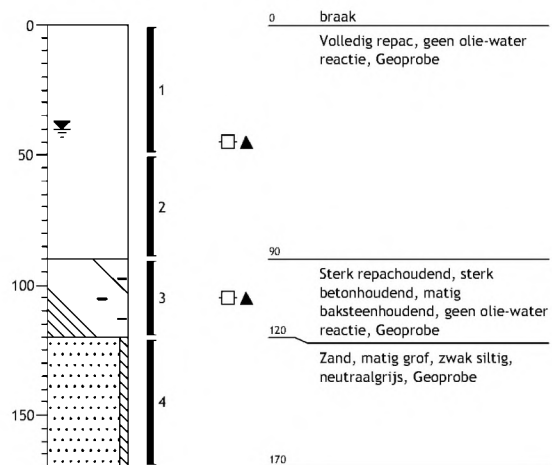 0
0 braak
Volledig repac, geen olie-water
reactie, Geoprobe
1
50
2
90
Sterk repachoudend, sterk
betonhoudend, matig
baksteenhoudend, geen olie-water
reactie, Geoprobe
100
3
120
Zand, matig grof, zwak siltig,
neutraalgrijs, Geoprobe
4
150
170